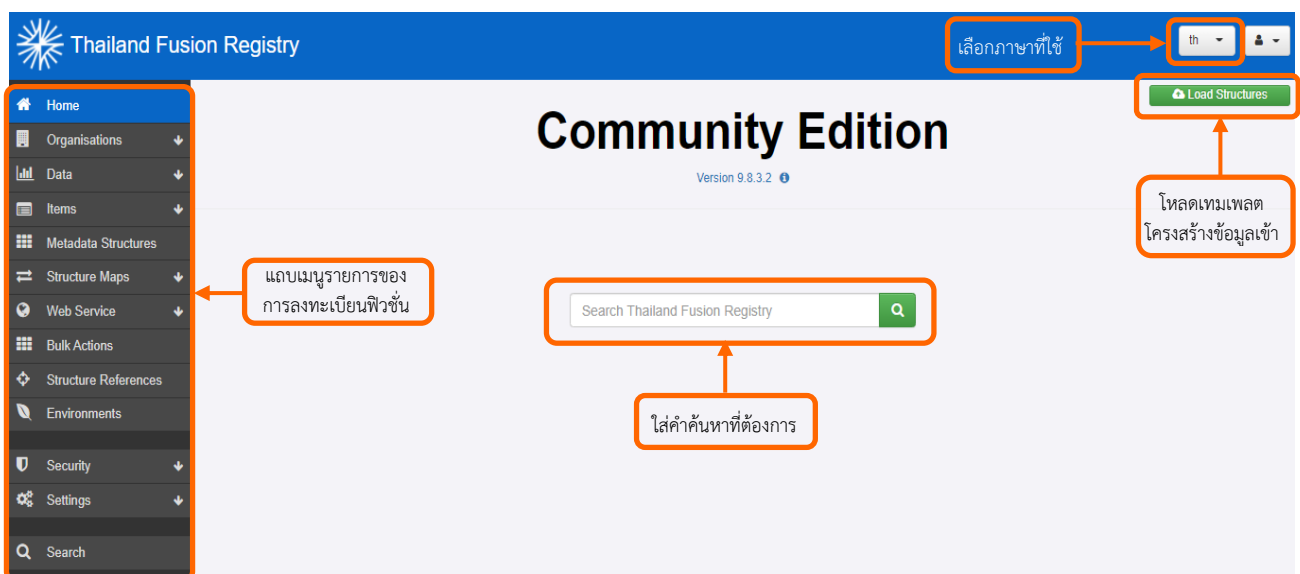 Thailand Fusion Registry
เลือกภาษาที่ใช้
th
Load Structures
Home
Organisations
Data
Items
Metadata Structures
Structure Maps
Web Service
Bulk Actions
Structure References
Environments
Security
Settings
Search
Community Edition
Version 9.8.3.2
โหลดเทมเพลต
โครงสร้างข้อมูลเข้า
แถบเมนูรายการของ
การลงทะเบียนฟิวชั่น
Search Thailand Fusion Registry
ใส่คำค้นหาที่ต้องการ